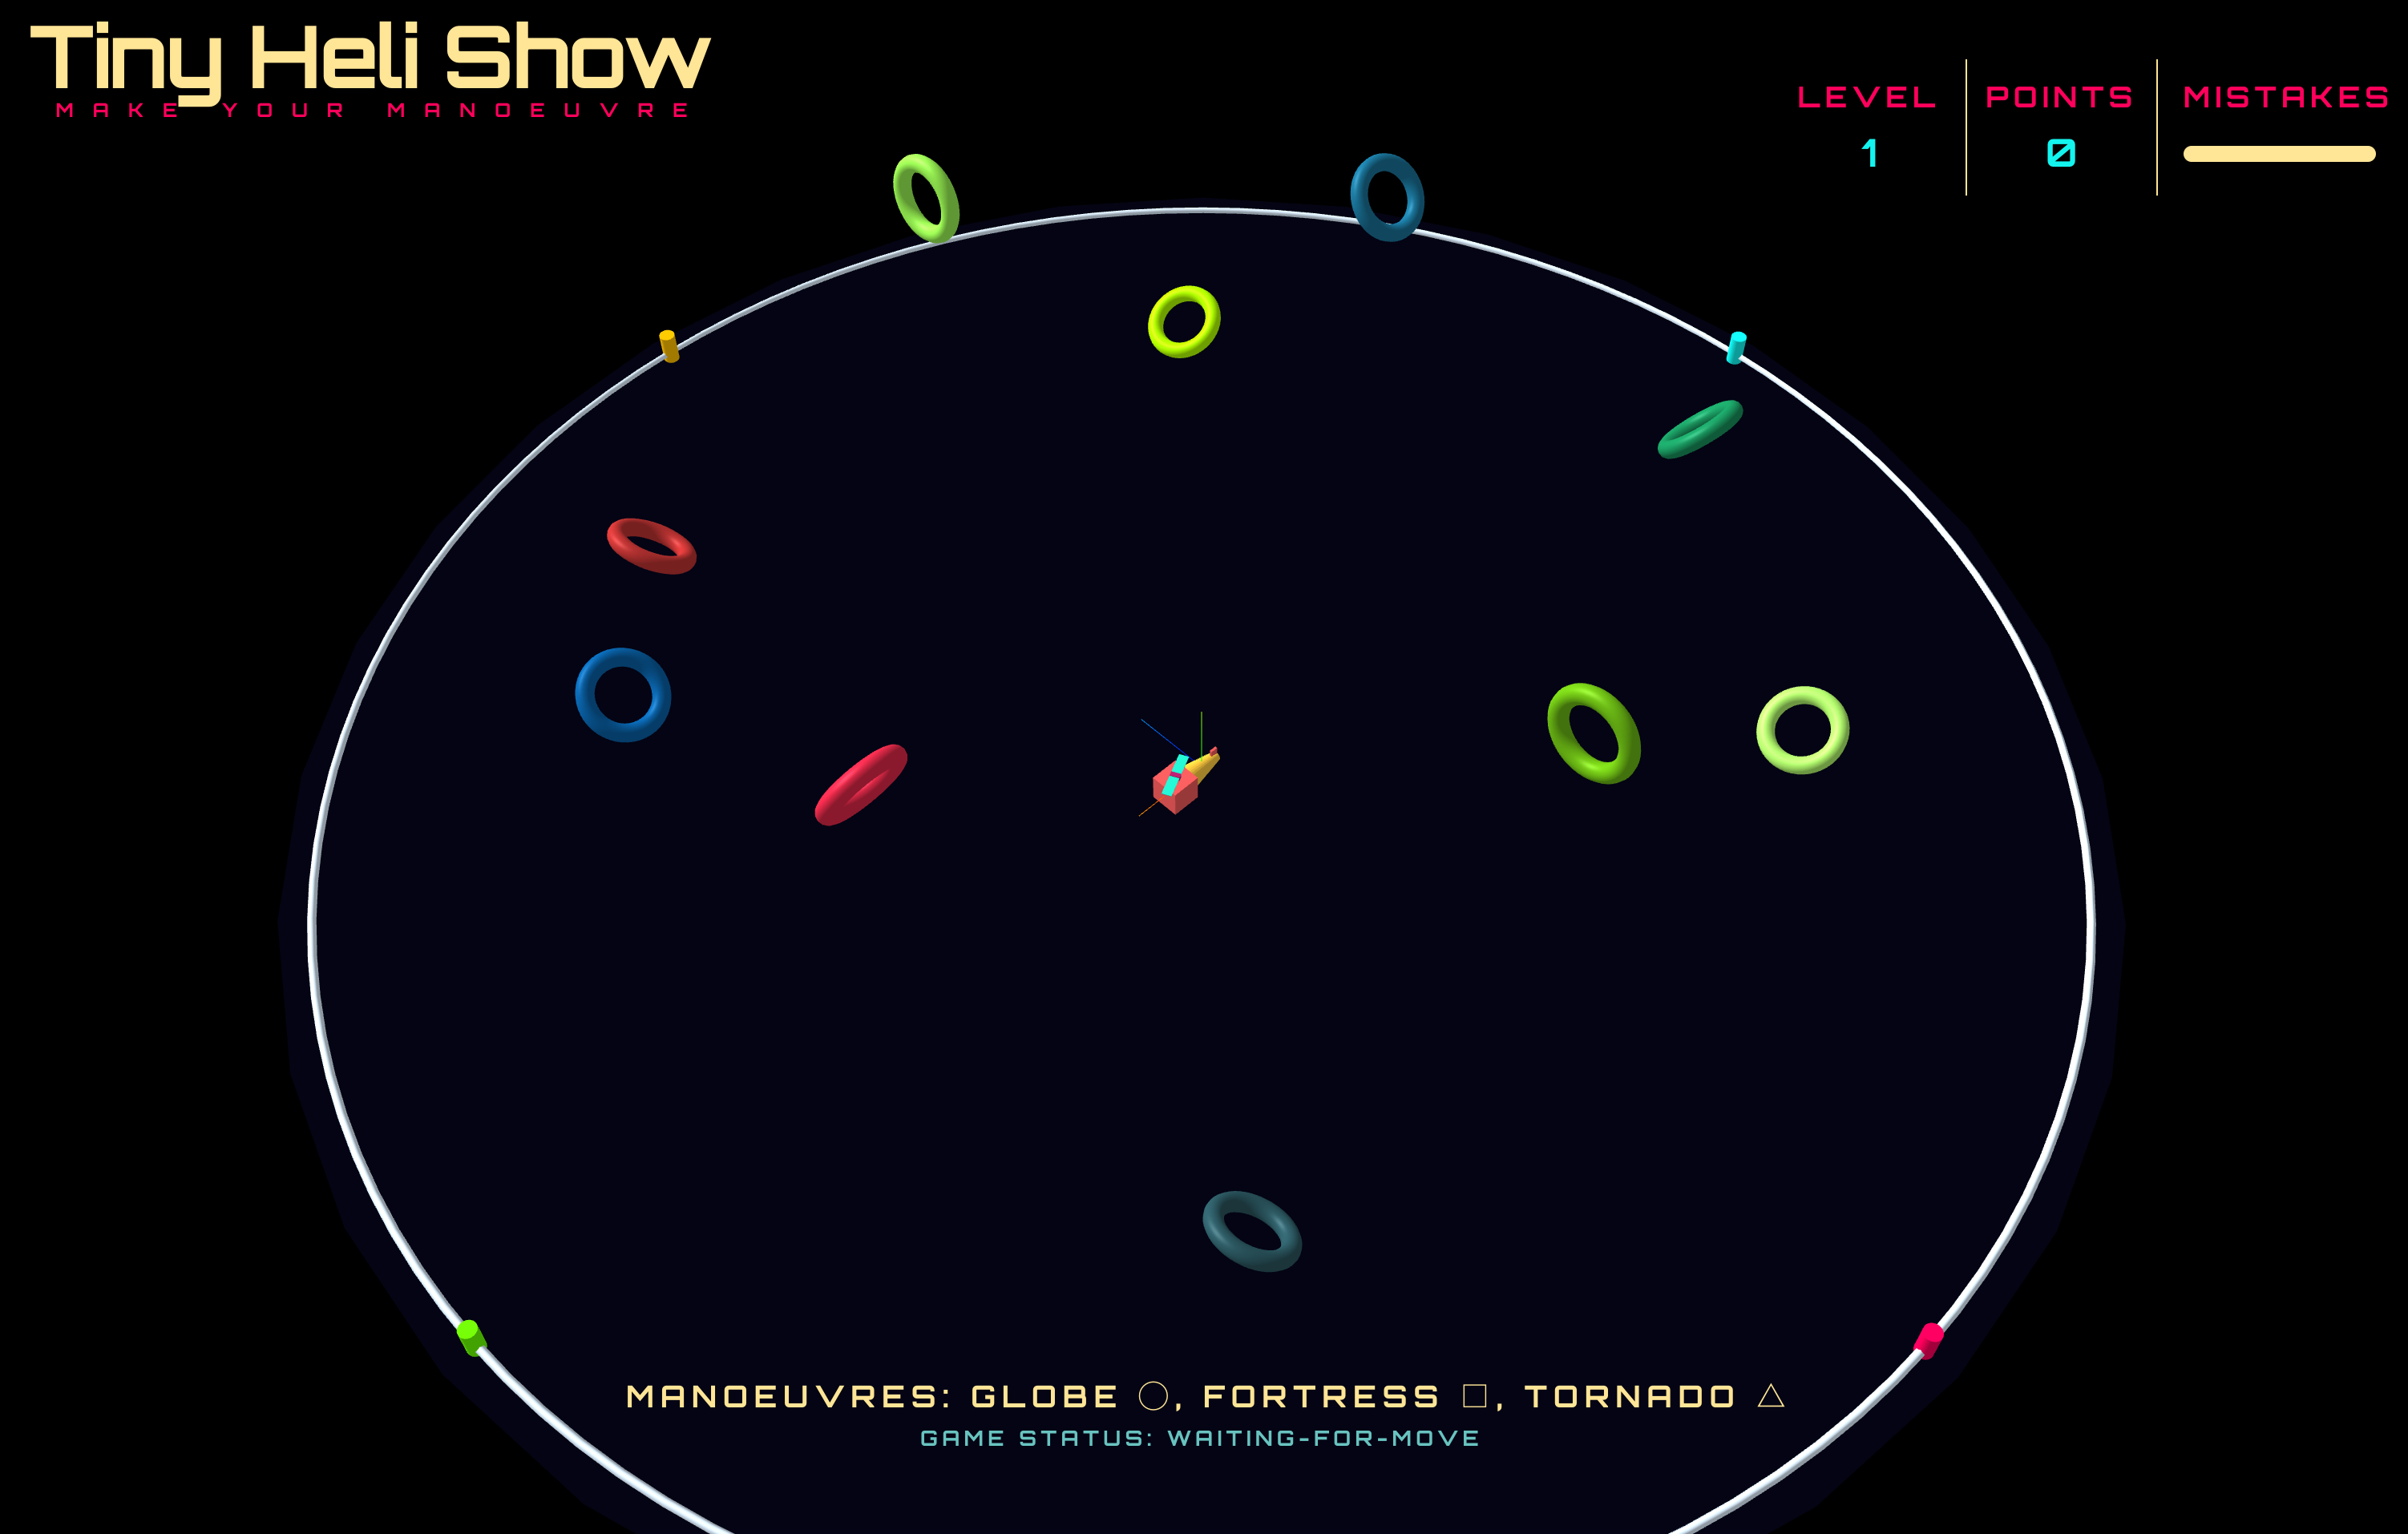 Tiny Heli Show
MAKE YOUR MANOEUVRE
LEVEL
1
POINTS
0
MISTAKES
MANOEUVRES: GLOBE ○, FORTRESS □, TORNADO △
GAME STATUS: WAITING-FOR-MOVE